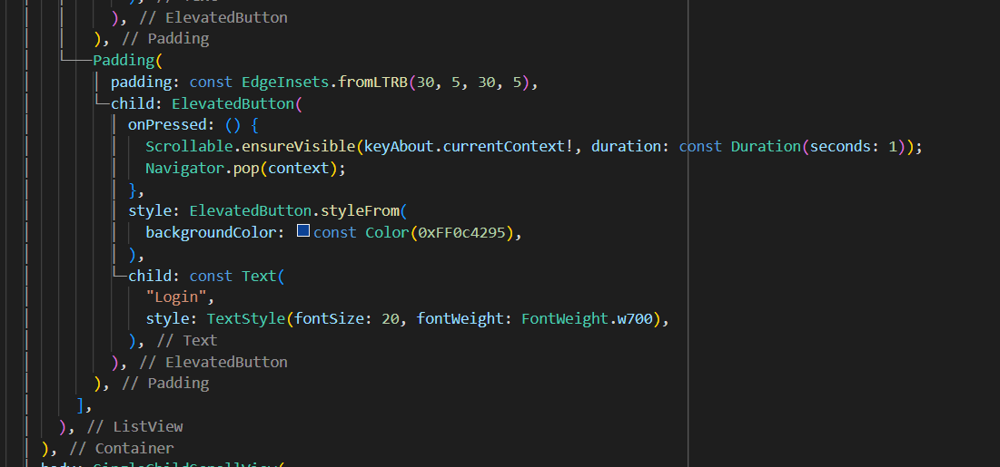 ), // ElevatedButton
), // Padding
Padding(
padding: const EdgeInsets.fromLTRB(30, 5, 30, 5),
child: ElevatedButton(
onPressed: () {
Scrollable.ensureVisible(keyAbout.currentContext!, duration: const Duration(seconds: 1));
Navigator.pop(context);
},
style: ElevatedButton.styleFrom(
backgroundColor: const Color(0xFF0c4295),
),
child: const Text(
"Login",
style: TextStyle(fontSize: 20, fontWeight: FontWeight.w700),
), // Text
), // ElevatedButton
), // Padding
],
), // ListView
), // Container
body: SingleChildScrollView(